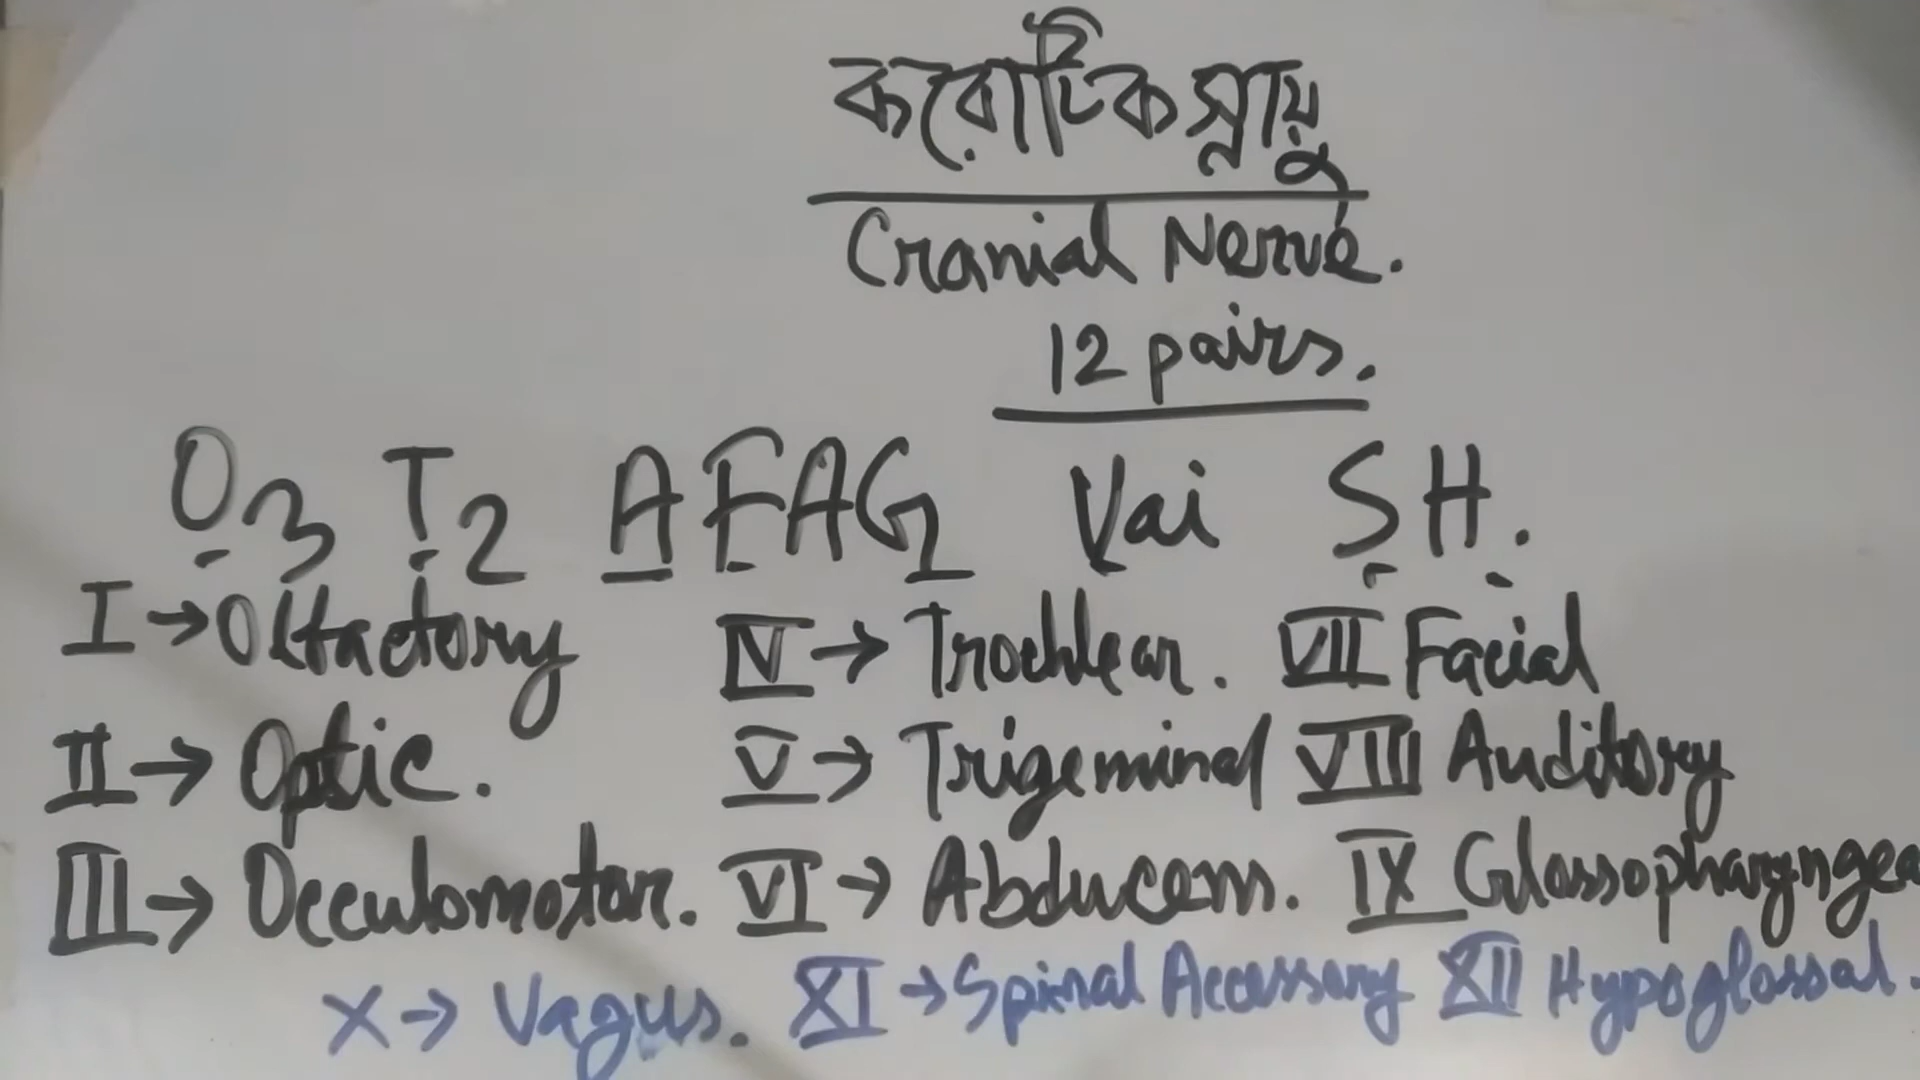 করোটিক স্নায়ু
Cranial Nerve.
12 pairs.
O3 T2 AFAG Vai SH.
I → Olfactory IV → Trochlear. VII Facial
II → Optic. V → Trigeminal VIII Auditory
III → Occulomotor. VI → Abducens. IX Glossopharyngea
X → Vagus. XI → Spinal Accessory XII Hypoglossal.